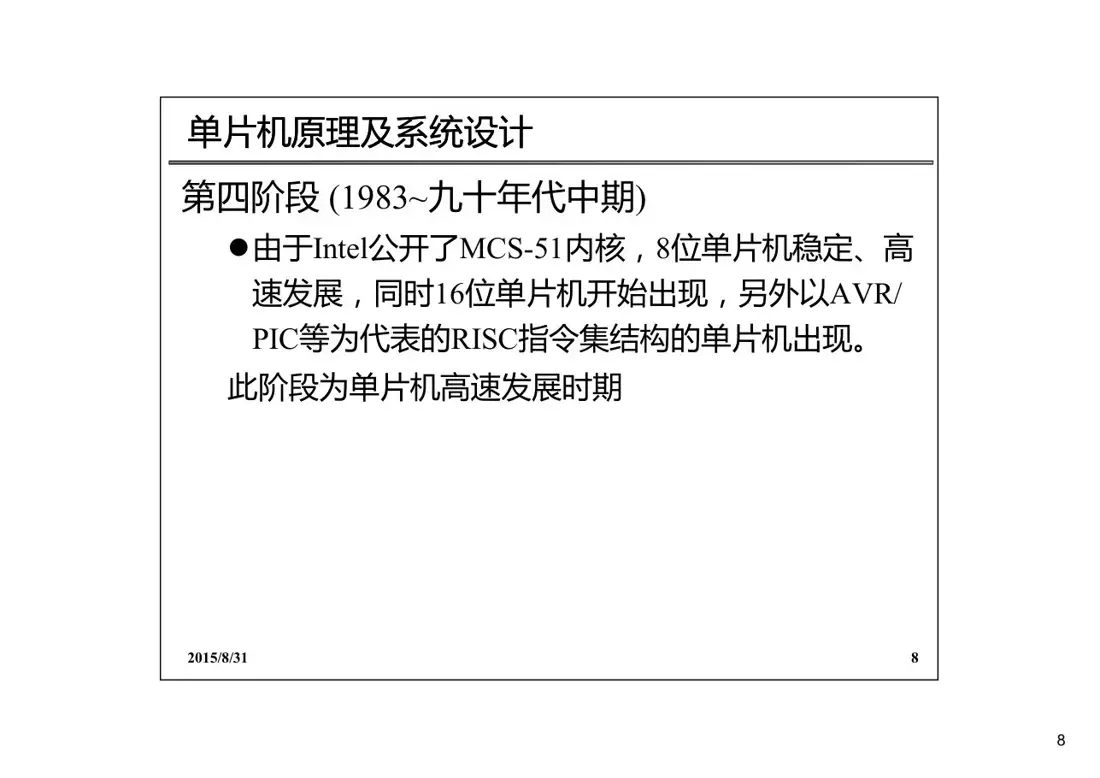 单片机原理及系统设计
第四阶段 (1983~九十年代中期)
●由于Intel公开了MCS-51内核，8位单片机稳定、高
速发展，同时16位单片机开始出现，另外以AVR/
PIC等为代表的RISC指令集结构的单片机出现。
此阶段为单片机高速发展时期
2015/8/31
8
8